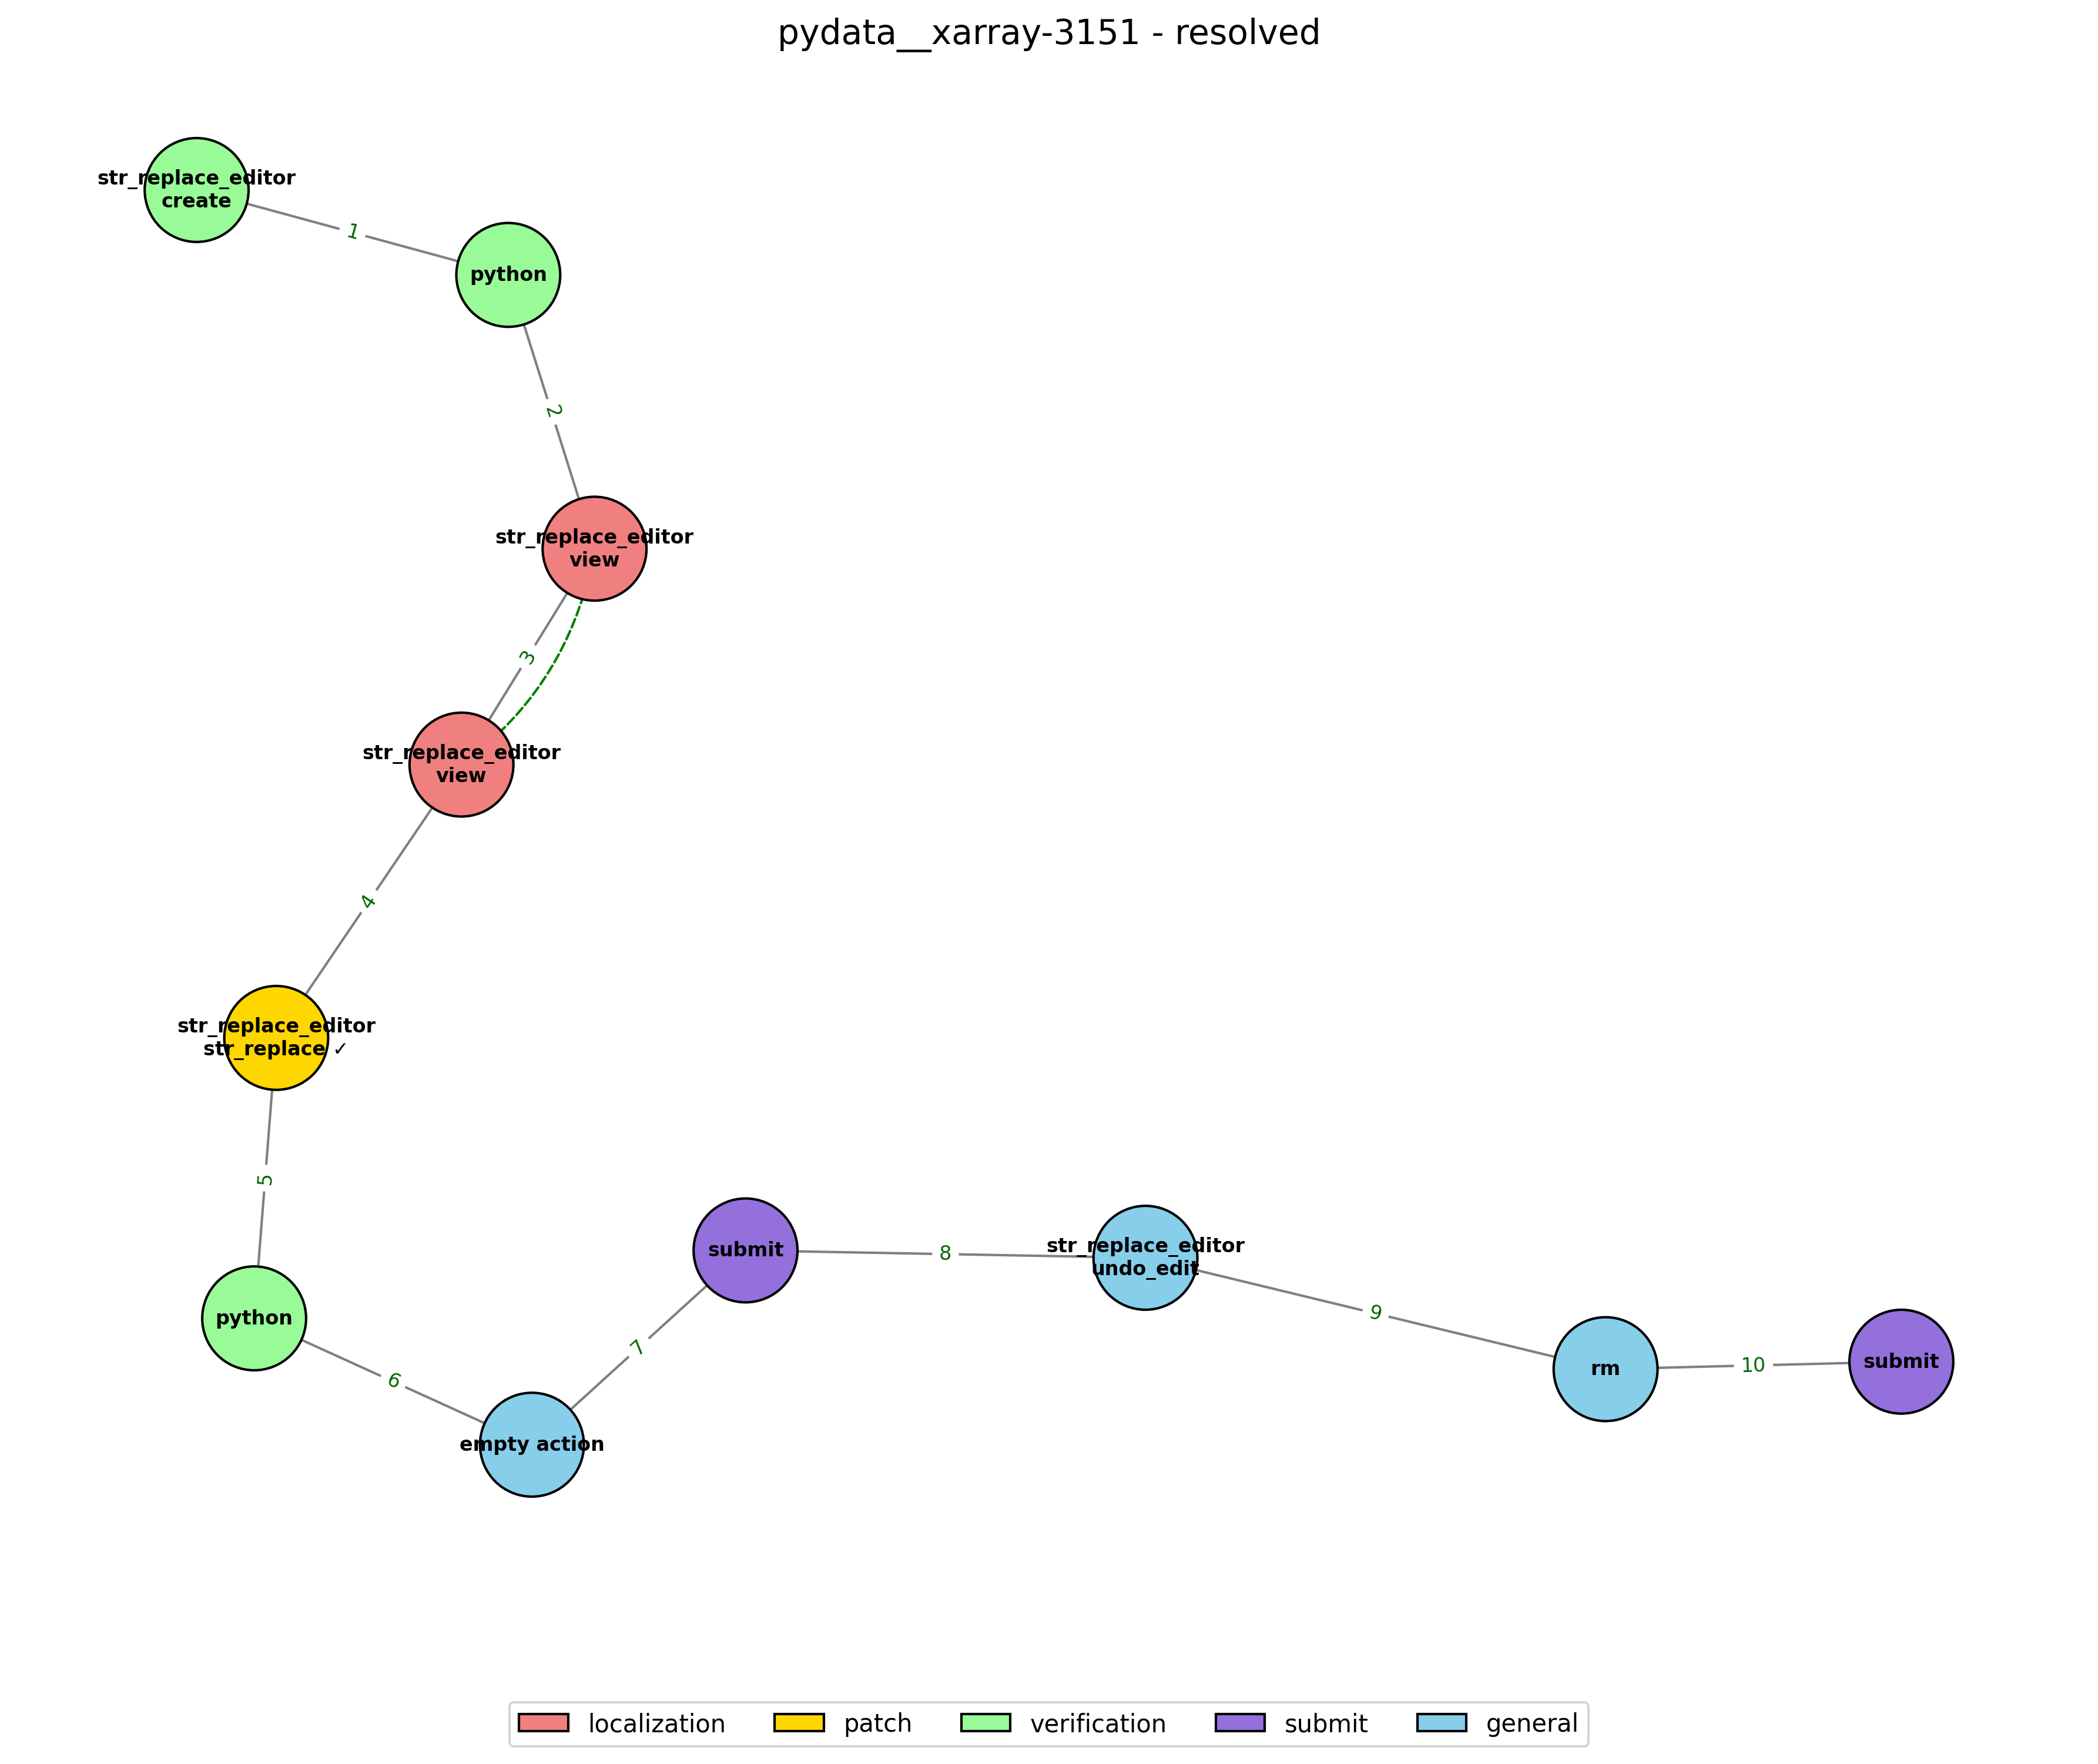 pydata__xarray-3151 - resolved
str_replace_editor
create
1
python
2
str_replace_editor
view
3
str_replace_editor
view
4
str_replace_editor
str_replace ✓
5
python
6
empty action
7
submit
8
str_replace_editor
undo_edit
9
rm
10
submit
localization
patch
verification
submit
general